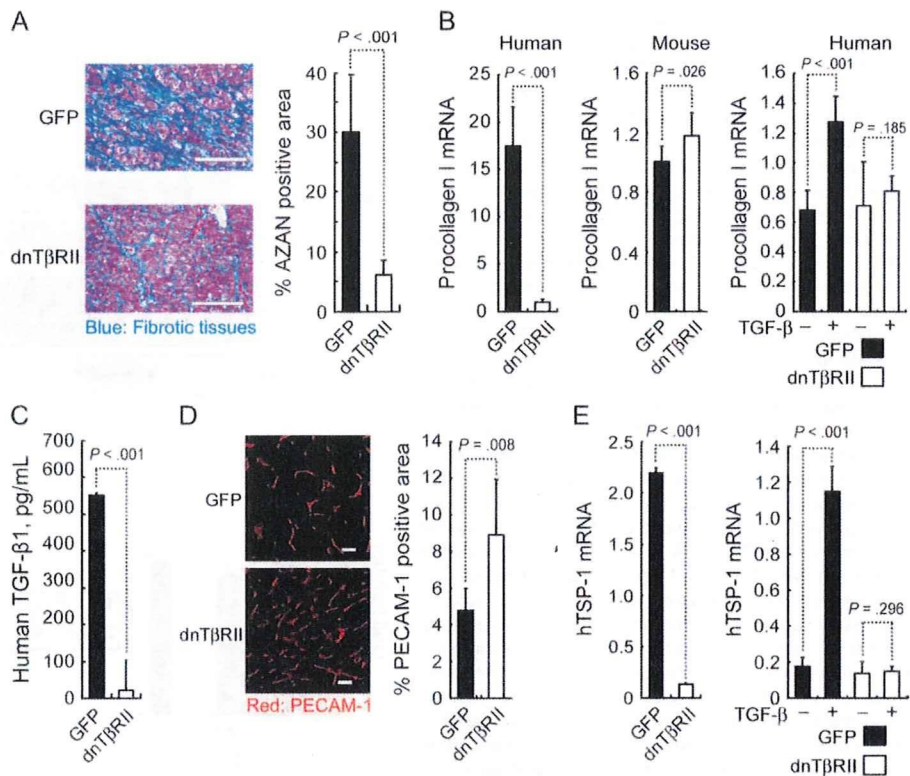 A
GFP
dnTβRII
Blue: Fibrotic tissues
% AZAN positive area
P < .001
40
30
20
10
0
GFP
dnTβRII
B
Human
Procollagen I mRNA
P < .001
25
20
15
10
5
0
GFP
dnTβRII
Mouse
Procollagen I mRNA
P = .026
1.6
1.2
0.8
0.4
0
GFP
dnTβRII
Human
Procollagen I mRNA
P < .001
P = .185
1.6
1.4
1.2
1.0
0.8
0.6
0.4
0.2
0
TGF-β – + – +
GFP
dnTβRII
C
Human TGF-β1, pg/mL
P < .001
700
600
500
400
300
200
100
0
GFP
dnTβRII
D
GFP
dnTβRII
Red: PECAM-1
% PECAM-1 positive area
P = .008
14
12
10
8
6
4
2
0
GFP
dnTβRII
E
hTSP-1 mRNA
P < .001
2.5
2.0
1.5
1.0
0.5
0
GFP
dnTβRII
hTSP-1 mRNA
P < .001
P = .296
1.4
1.2
1.0
0.8
0.6
0.4
0.2
0
TGF-β – + – +
GFP
dnTβRII